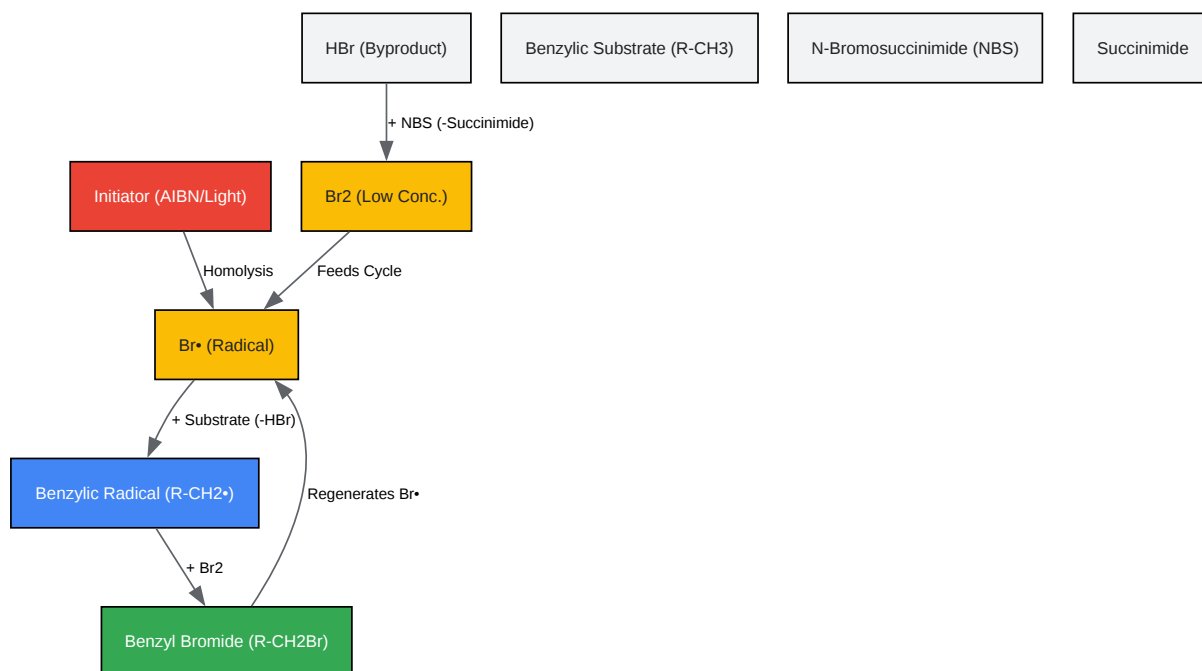 HBr (Byproduct)
Benzylic Substrate (R-CH3)
N-Bromosuccinimide (NBS)
Succinimide
+ NBS (-Succinimide)
Initiator (AIBN/Light)
Br2 (Low Conc.)
Homolysis
Feeds Cycle
Br• (Radical)
+ Substrate (-HBr)
Benzylic Radical (R-CH2•)
Regenerates Br•
+ Br2
Benzyl Bromide (R-CH2Br)